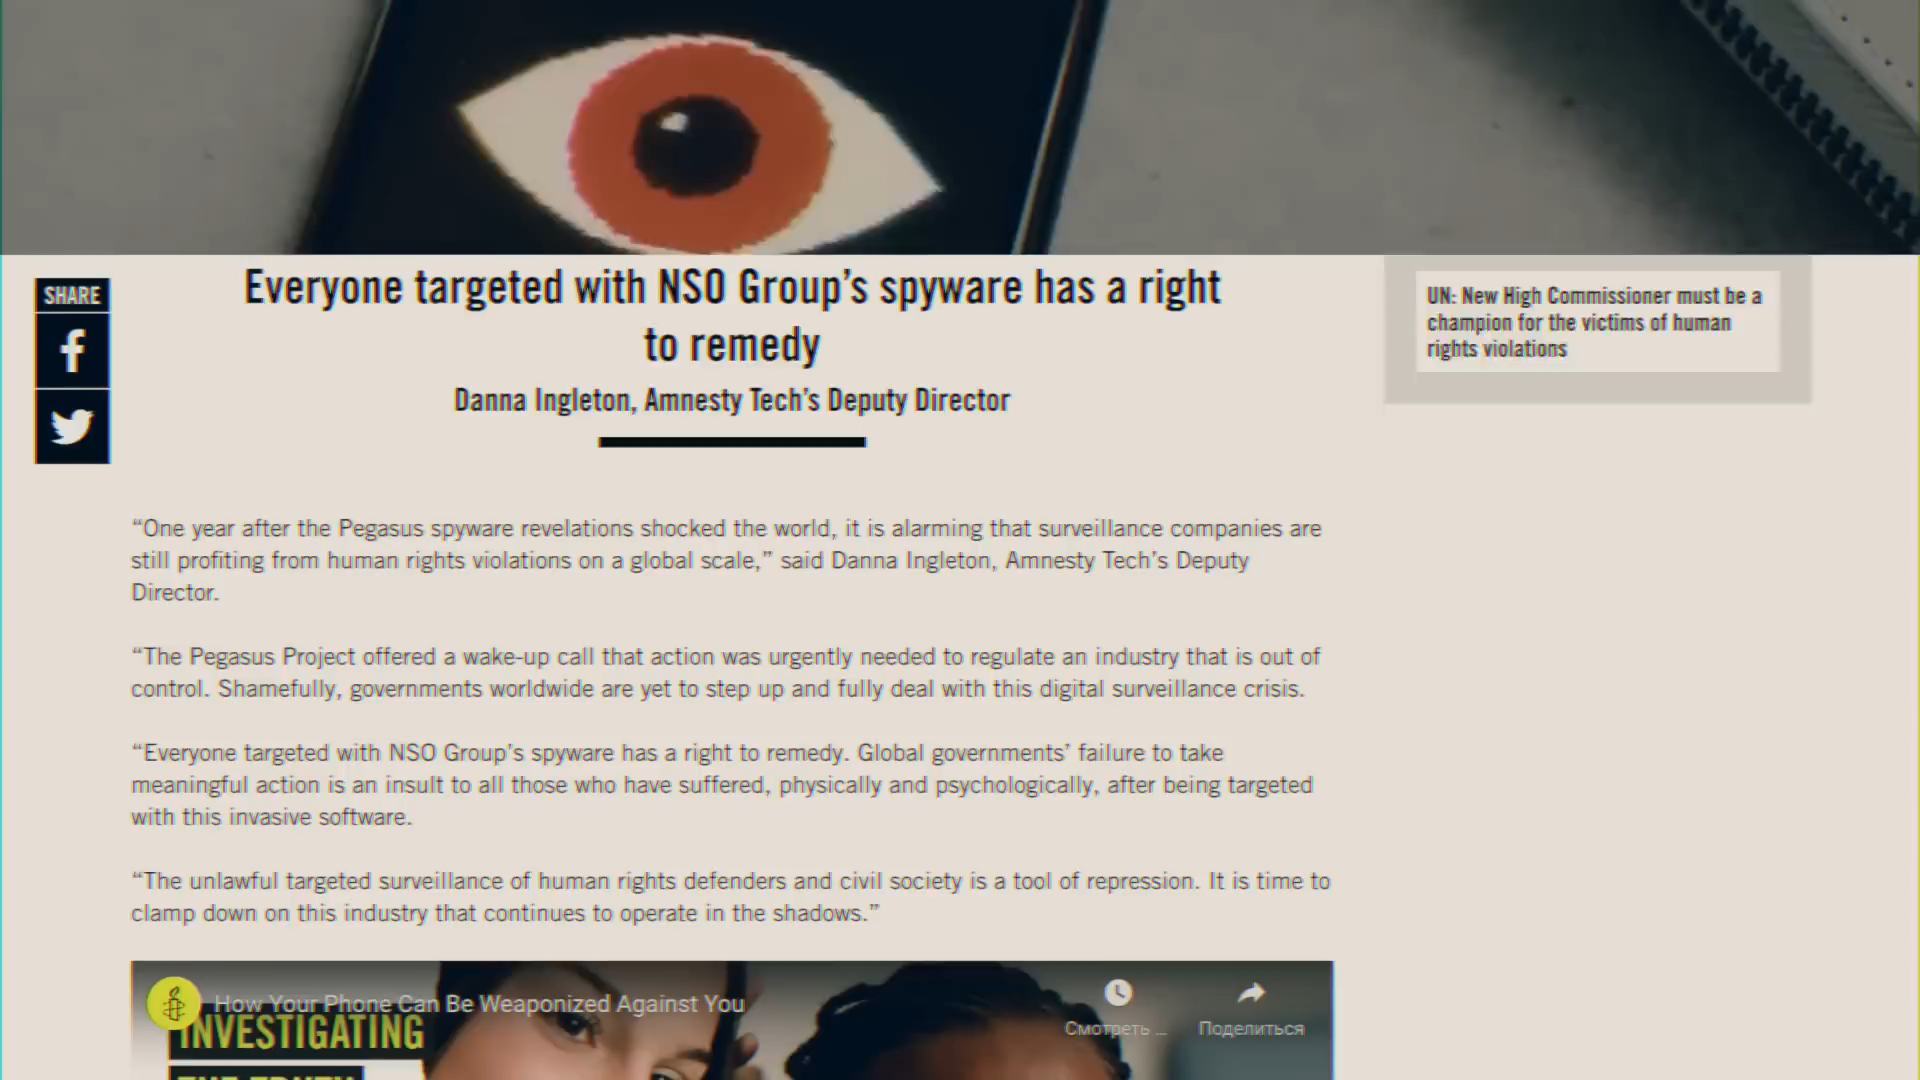 Everyone targeted with NSO Group's spyware has a right
to remedy
Danna Ingleton, Amnesty Tech's Deputy Director
SHARE
UN: New High Commissioner must be a
champion for the victims of human
rights violations
“One year after the Pegasus spyware revelations shocked the world, it is alarming that surveillance companies are
still profiting from human rights violations on a global scale,” said Danna Ingleton, Amnesty Tech's Deputy
Director.
“The Pegasus Project offered a wake-up call that action was urgently needed to regulate an industry that is out of
control. Shamefully, governments worldwide are yet to step up and fully deal with this digital surveillance crisis.
“Everyone targeted with NSO Group's spyware has a right to remedy. Global governments’ failure to take
meaningful action is an insult to all those who have suffered, physically and psychologically, after being targeted
with this invasive software.
“The unlawful targeted surveillance of human rights defenders and civil society is a tool of repression. It is time to
clamp down on this industry that continues to operate in the shadows.”
How Your Phone Can Be Weaponized Against You
Смотреть ...
Поделиться
INVESTIGATING